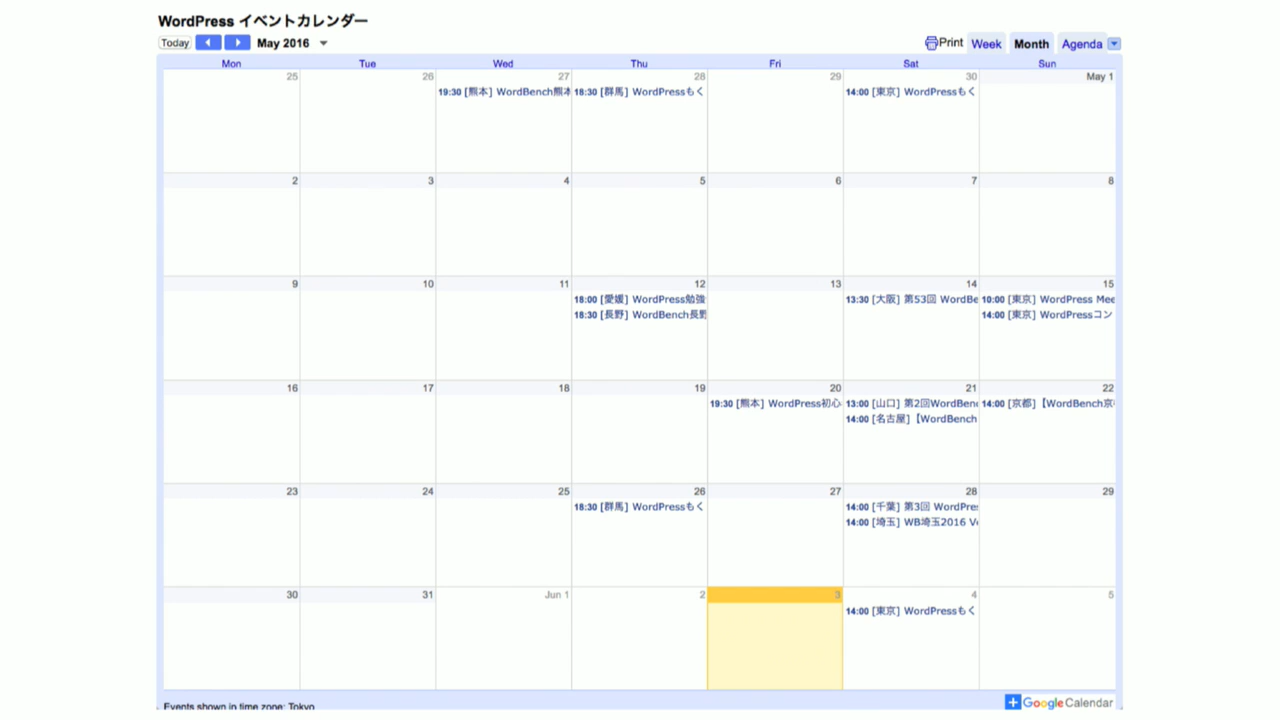 WordPress イベントカレンダー
Today
May 2016
Print
Week
Month
Agenda
Mon Tue Wed Thu Fri Sat Sun
25 26 27 28 29 30 May 1
19:30 [熊本] WordBench熊本 18:30 [群馬] WordPressもく 14:00 [東京] WordPressもく
2 3 4 5 6 7 8
9 10 11 12 13 14 15
18:00 [愛媛] WordPress勉強 13:30 [大阪] 第53回 WordBe 10:00 [東京] WordPress Mee
18:30 [長野] WordBench長野 14:00 [東京] WordPressコン
16 17 18 19 20 21 22
19:30 [熊本] WordPress初心 13:00 [山口] 第2回WordBenc 14:00 [京都]【WordBench京
14:00 [名古屋]【WordBench
23 24 25 26 27 28 29
18:30 [群馬] WordPressもく 14:00 [千葉] 第3回 WordPres
14:00 [埼玉] WB埼玉2016 V
30 31 Jun 1 2 3 4 5
14:00 [東京] WordPressもく
Events shown in time zone: Tokyo
Google Calendar